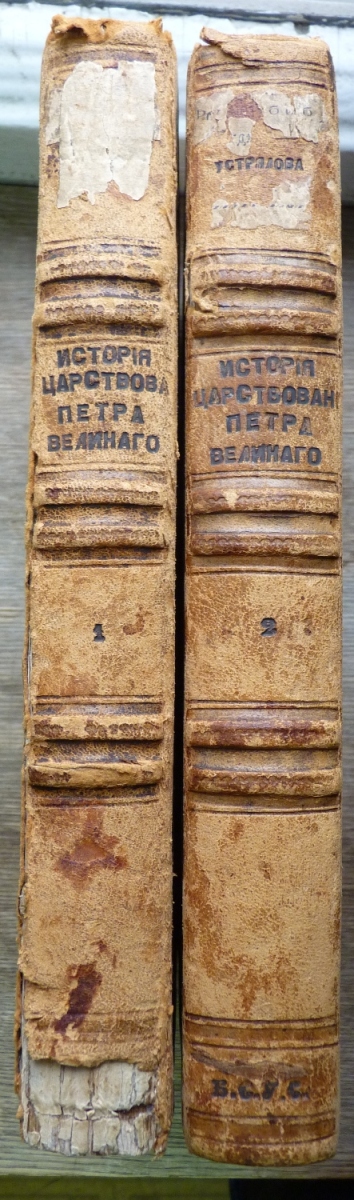 ИСТОРІЯ
ЦАРСТВОВА
ПЕТРА
ВЕЛИКАГО
1
УСТРЯЛОВА
ИСТОРІЯ
ЦАРСТВОВАН
ПЕТРА
ВЕЛИКАГО
2